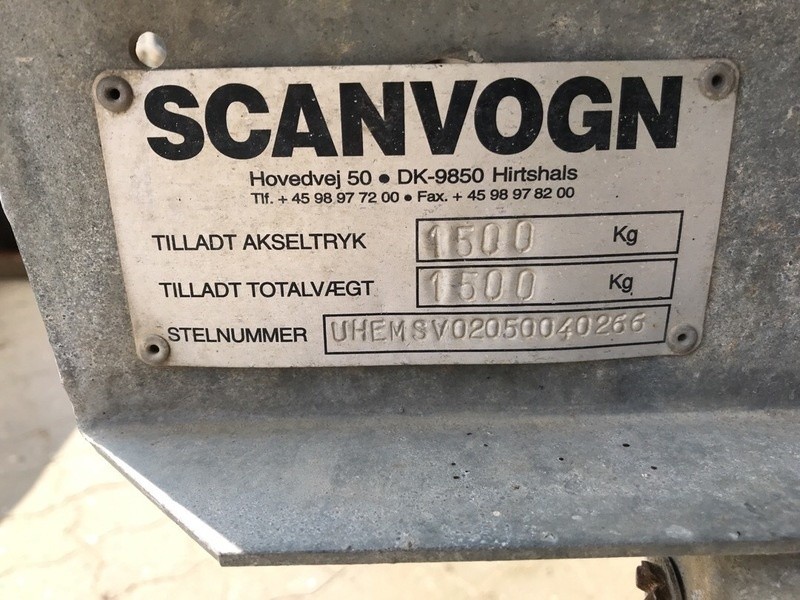 SCANVOGN
Hovedvej 50 • DK-9850 Hirtshals
Tlf. + 45 98 97 72 00 • Fax. + 45 98 97 82 00
TILLADT AKSELTRYK 1500 Kg
TILLADT TOTALVÆGT 1500 Kg
STELNUMMER UHEMSV02050040266